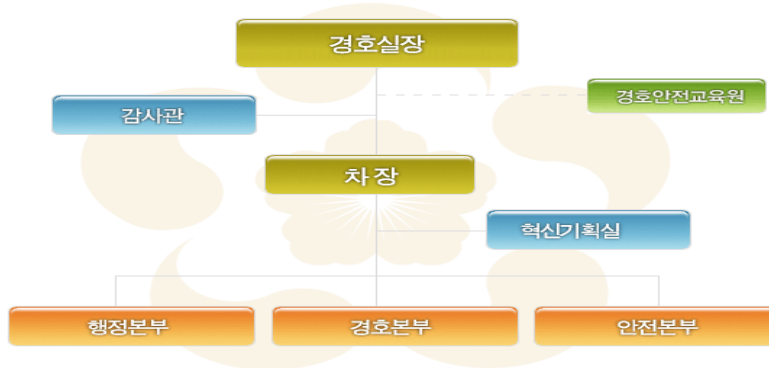 경호실장
경호안전교육원
감사관
차 장
혁신기획실
행정본부
경호본부
안전본부